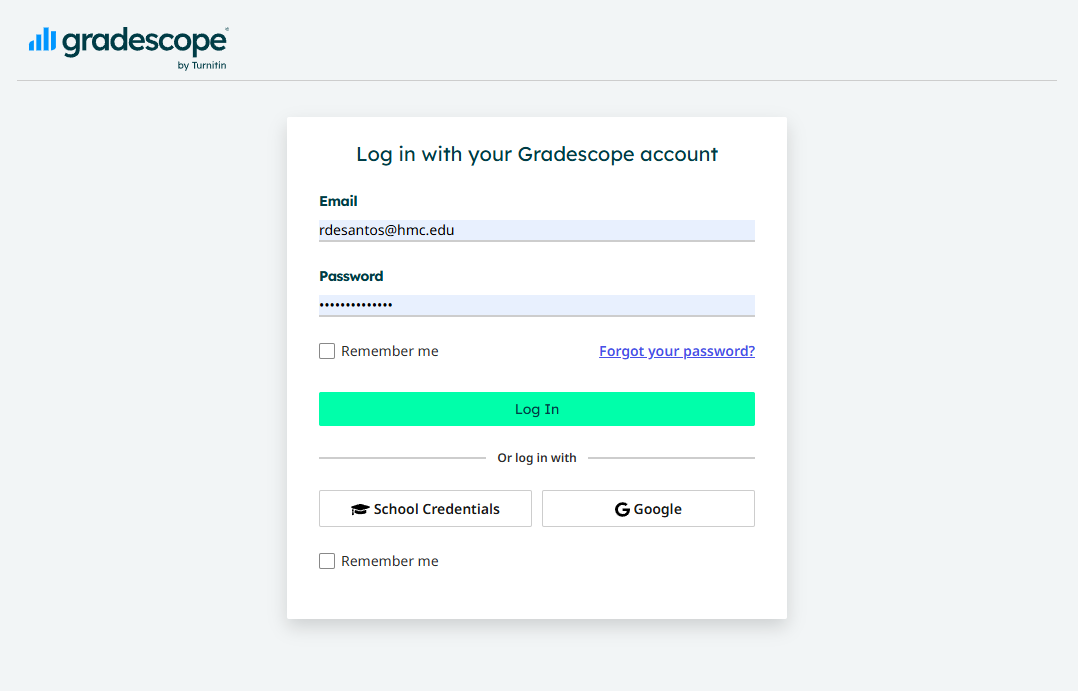 gradescope
by Turnitin
Log in with your Gradescope account
Email
rdesantos@hmc.edu
Password
••••••••••••••
Remember me
Forgot your password?
Log In
Or log in with
School Credentials
Google
Remember me